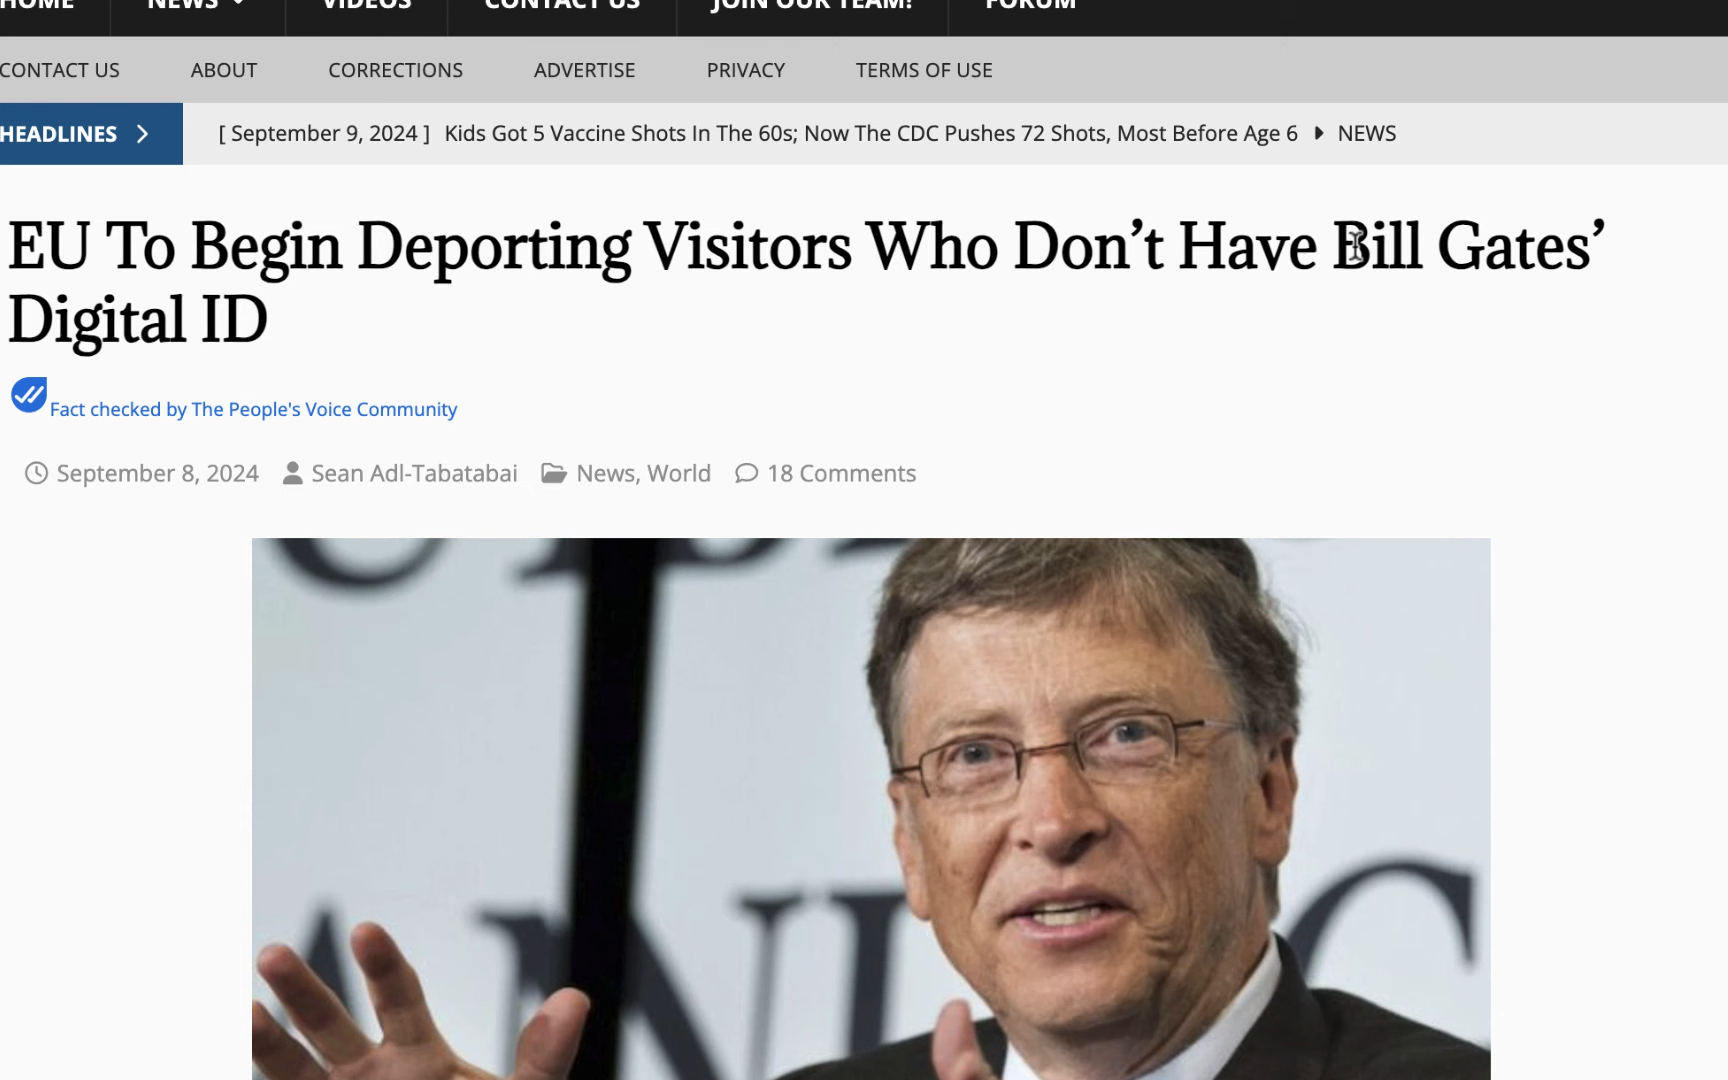 HOME NEWS VIDEOS CONTACT US JOIN OUR TEAM! FORUM
CONTACT US ABOUT CORRECTIONS ADVERTISE PRIVACY TERMS OF USE
HEADLINES [ September 9, 2024 ] Kids Got 5 Vaccine Shots In The 60s; Now The CDC Pushes 72 Shots, Most Before Age 6 NEWS
EU To Begin Deporting Visitors Who Don’t Have Bill Gates’
Digital ID
Fact checked by The People's Voice Community
September 8, 2024 Sean Adl-Tabatabai News, World 18 Comments